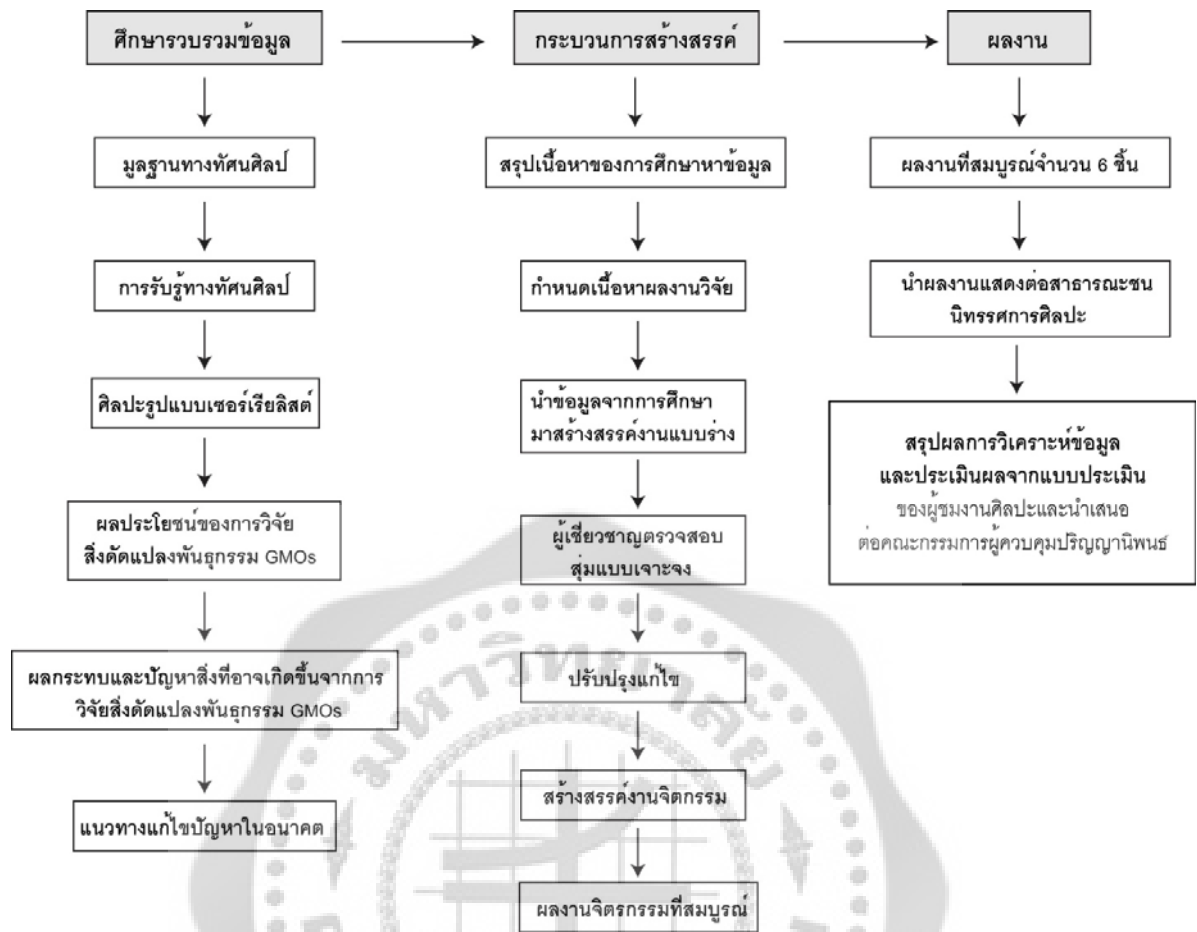 ศึกษารวบรวมข้อมูล
มูลฐานทางทัศนศิลป์
การรับรู้ทางทัศนศิลป์
ศิลปะรูปแบบเซอร์เรียลิสต์
ผลประโยชน์ของการวิจัย
สิ่งดัดแปลงพันธุกรรม GMOs
ผลกระทบและปัญหาสิ่งที่อาจเกิดขึ้นจากการ
วิจัยสิ่งดัดแปลงพันธุกรรม GMOs
แนวทางแก้ไขปัญหาในอนาคต
กระบวนการสร้างสรรค์
สรุปเนื้อหาของการศึกษาหาข้อมูล
กำหนดเนื้อหาผลงานวิจัย
นำข้อมูลจากการศึกษา
มาสร้างสรรค์งานแบบร่าง
ผู้เชี่ยวชาญตรวจสอบ
สุ่มแบบเจาะจง
ปรับปรุงแก้ไข
สร้างสรรค์งานจิตกรรม
ผลงานจิตรกรรมที่สมบูรณ์
ผลงาน
ผลงานที่สมบูรณ์จำนวน 6 ชิ้น
นำผลงานแสดงต่อสาธารณะชน
นิทรรศการศิลปะ
สรุปผลการวิเคราะห์ข้อมูล
และประเมินผลจากแบบประเมิน
ของผู้ชมงานศิลปะและนำเสนอ
ต่อคณะกรรมการผู้ควบคุมปริญญานิพนธ์
มหาวิทยาลัย